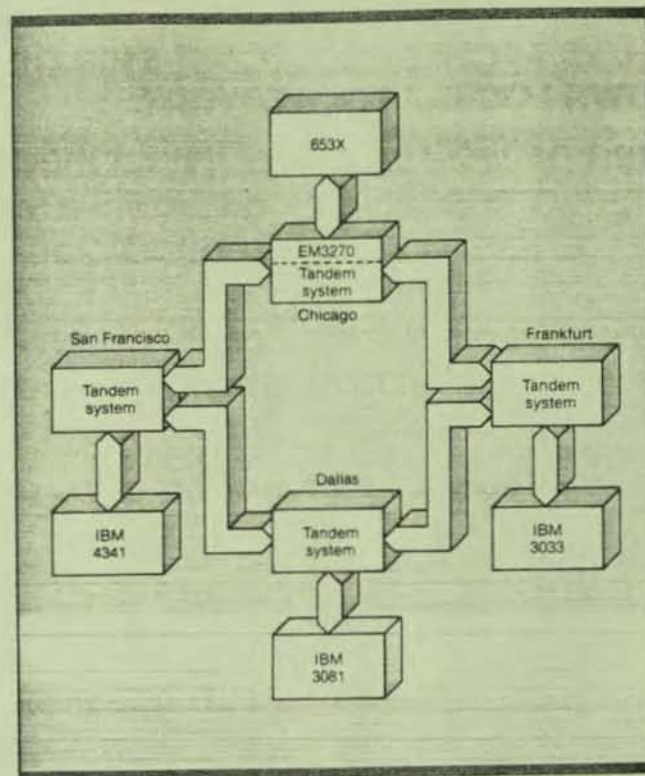 653X
EM3270
Tandem
system
Chicago
San Francisco
Frankfurt
Tandem
system
Tandem
system
Dallas
Tandem
system
IBM
4341
IBM
3033
IBM
3081